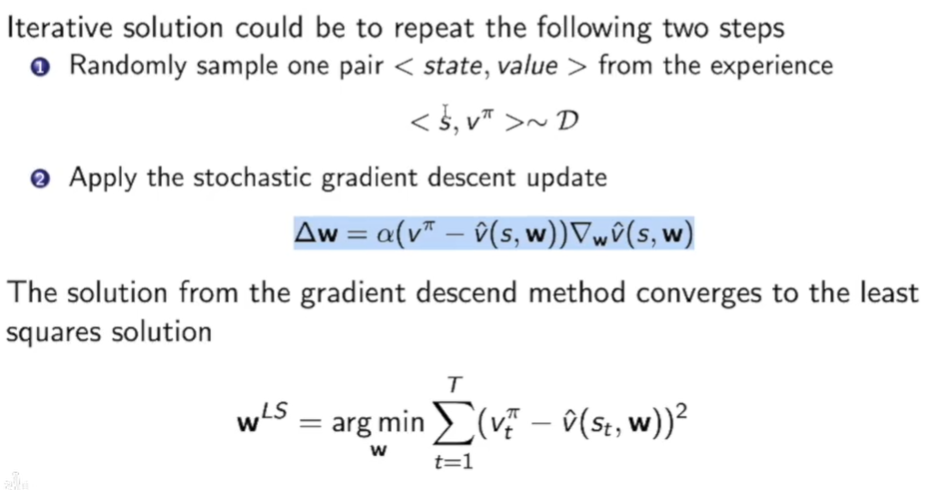 Iterative solution could be to repeat the following two steps
1 Randomly sample one pair < state, value > from the experience
< s, v^π >∼ 𝒟
2 Apply the stochastic gradient descent update
Δw = α(v^π − v̂(s, w))∇_w v̂(s, w)
The solution from the gradient descend method converges to the least
squares solution
w^LS = arg min_w ∑_{t=1}^T (v_t^π − v̂(s_t, w))^2